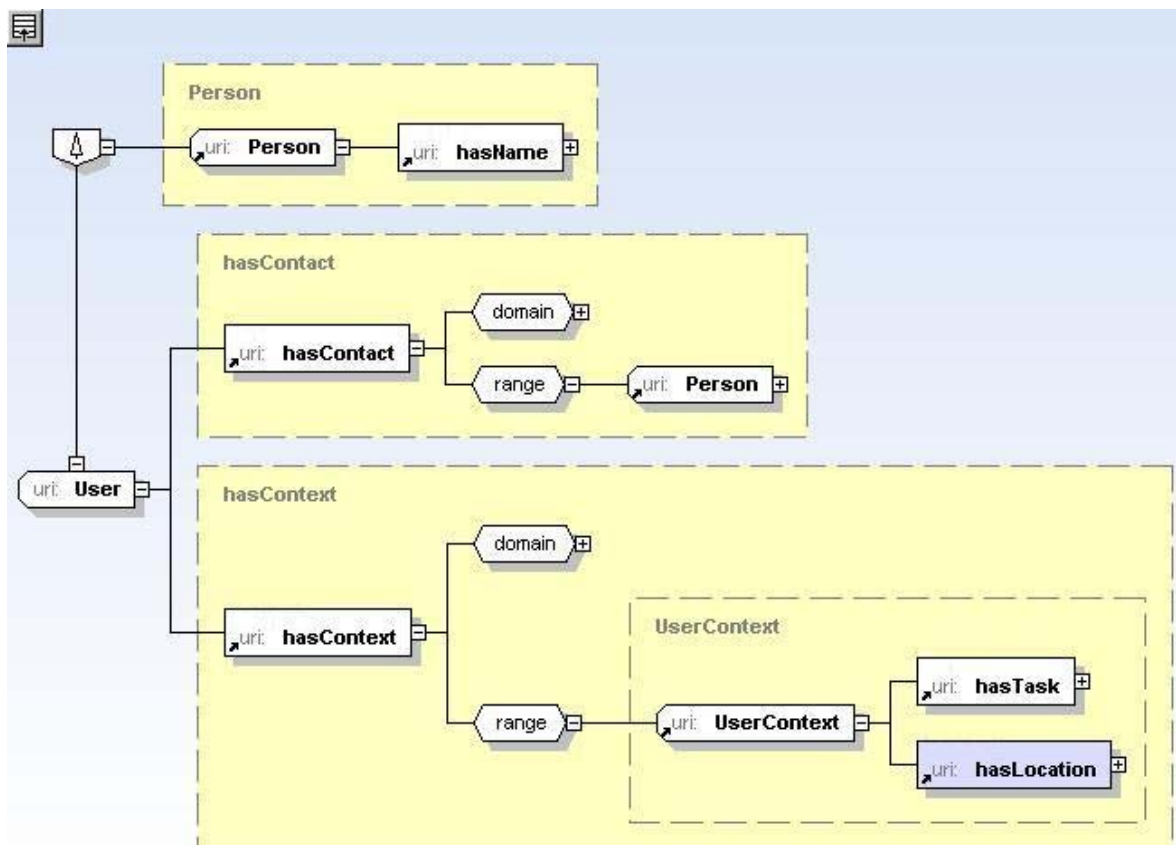 Person
uri: Person
uri: hasName
hasContact
domain
uri: hasContact
range
uri: Person
uri: User
hasContext
domain
uri: hasContext
UserContext
uri: hasTask
range
uri: UserContext
uri: hasLocation